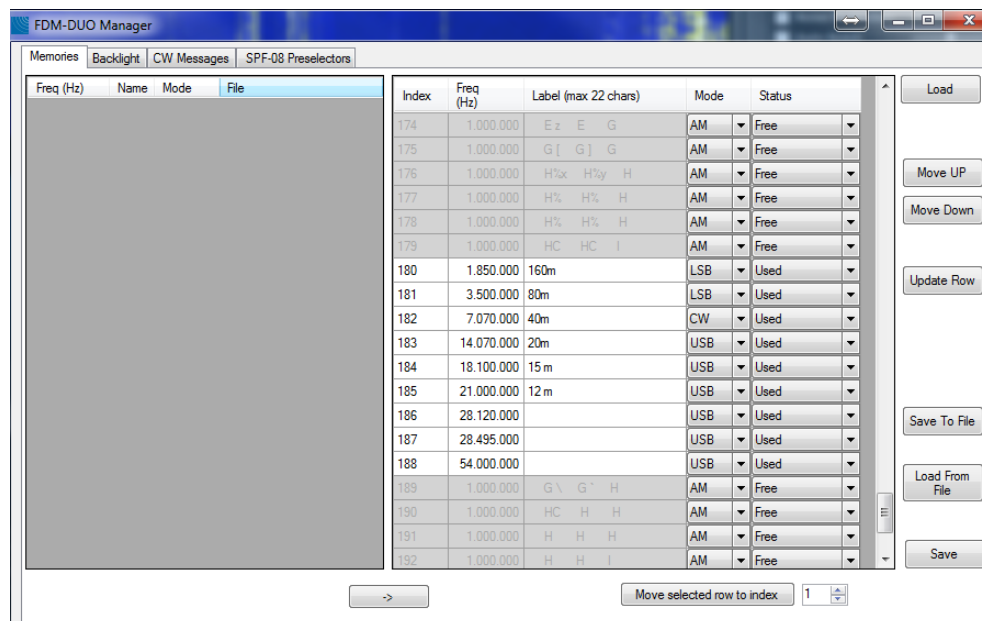 FDM-DUO Manager
Memories Backlight CW Messages SPF-08 Preselectors
Freq (Hz) Name Mode File
Index Freq (Hz) Label (max 22 chars) Mode Status
174 1.000.000 E z E G AM Free
175 1.000.000 G [ G ] G AM Free
176 1.000.000 H%x H%y H AM Free
177 1.000.000 H% H% H AM Free
178 1.000.000 H% H% H AM Free
179 1.000.000 HC HC I AM Free
180 1.850.000 160m LSB Used
181 3.500.000 80m LSB Used
182 7.070.000 40m CW Used
183 14.070.000 20m USB Used
184 18.100.000 15 m USB Used
185 21.000.000 12 m USB Used
186 28.120.000 USB Used
187 28.495.000 USB Used
188 54.000.000 USB Used
189 1.000.000 G \ G ` H AM Free
190 1.000.000 HC H H AM Free
191 1.000.000 H H H AM Free
192 1.000.000 H H I AM Free
Load
Move UP
Move Down
Update Row
Save To File
Load From
File
Save
-> Move selected row to index 1